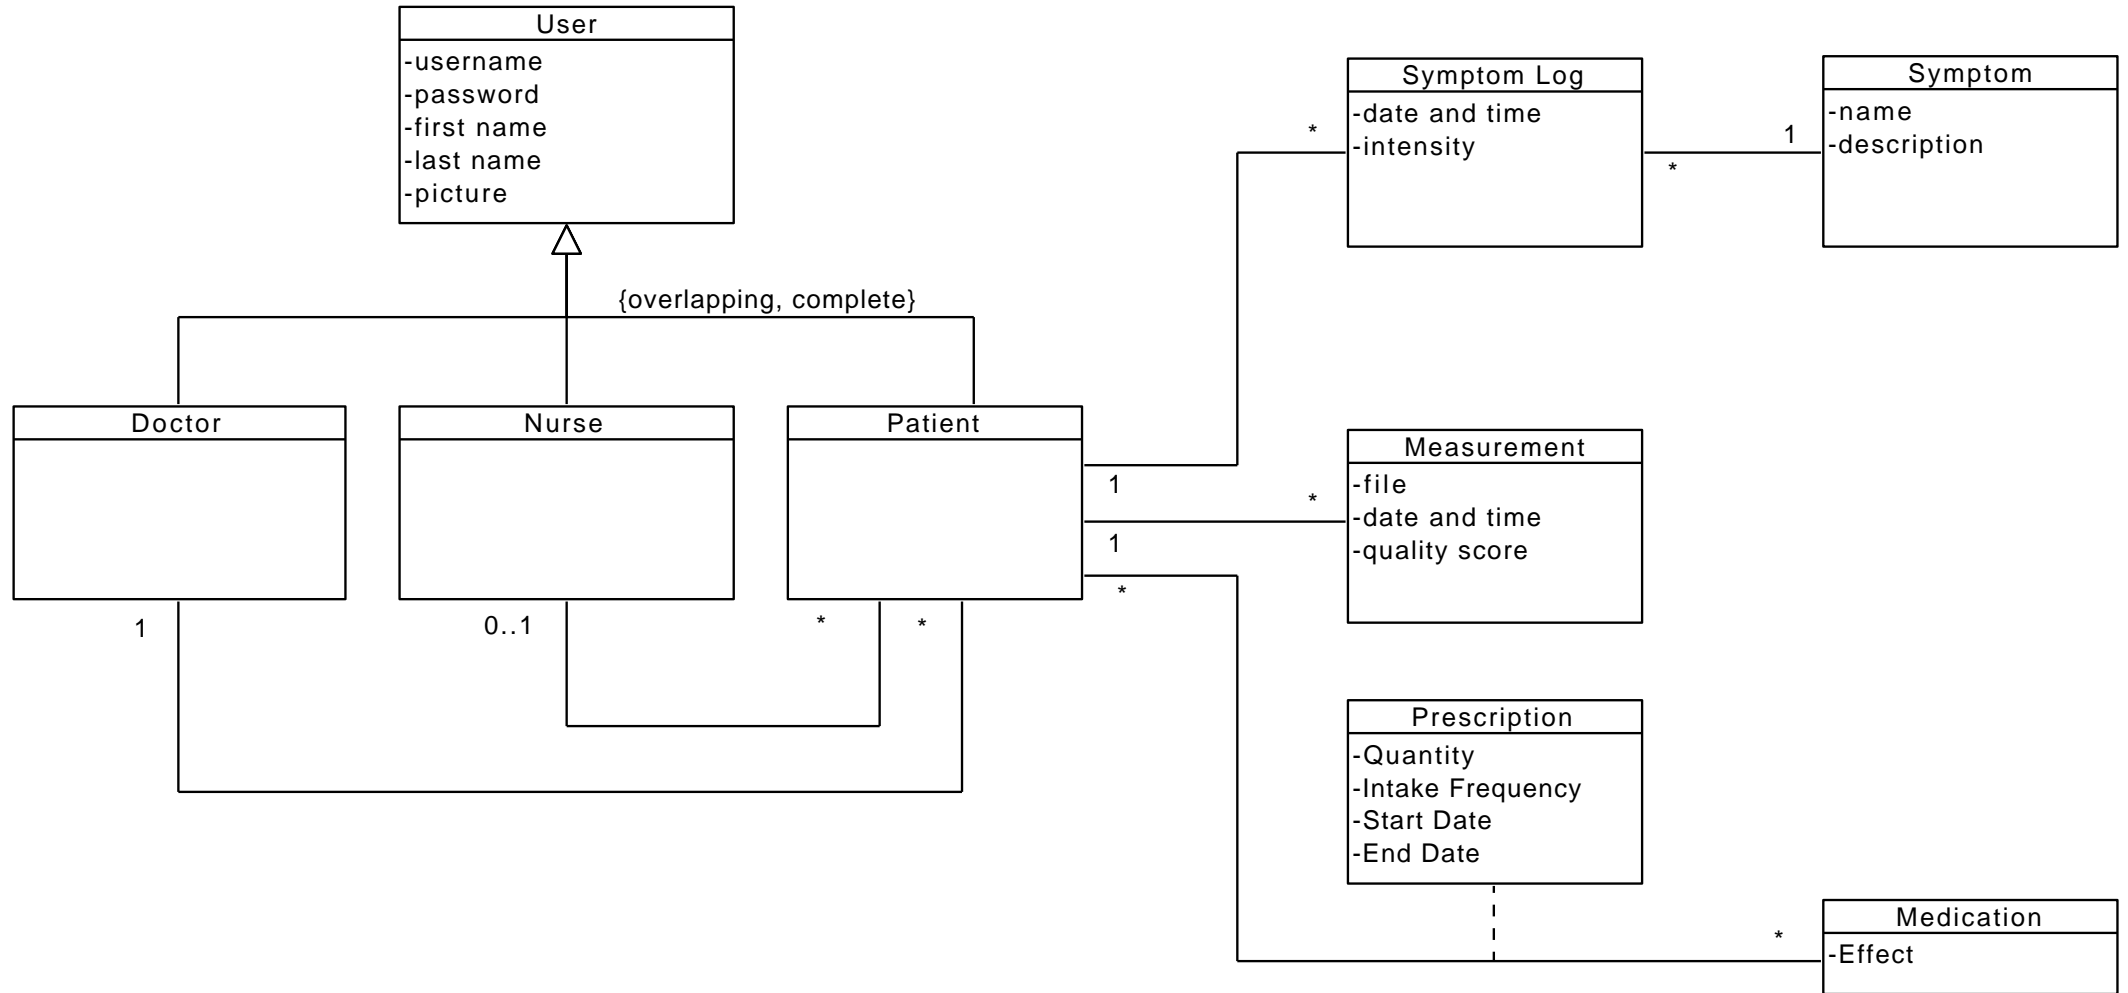 User
-username
-password
-first name
-last name
-picture
{overlapping, complete}
Doctor
1
Nurse
0..1
Patient
*
*
1
1
*
*
Symptom Log
-date and time
-intensity
*
1
Symptom
-name
-description
*
Measurement
-file
-date and time
-quality score
Prescription
-Quantity
-Intake Frequency
-Start Date
-End Date
*
Medication
-Effect